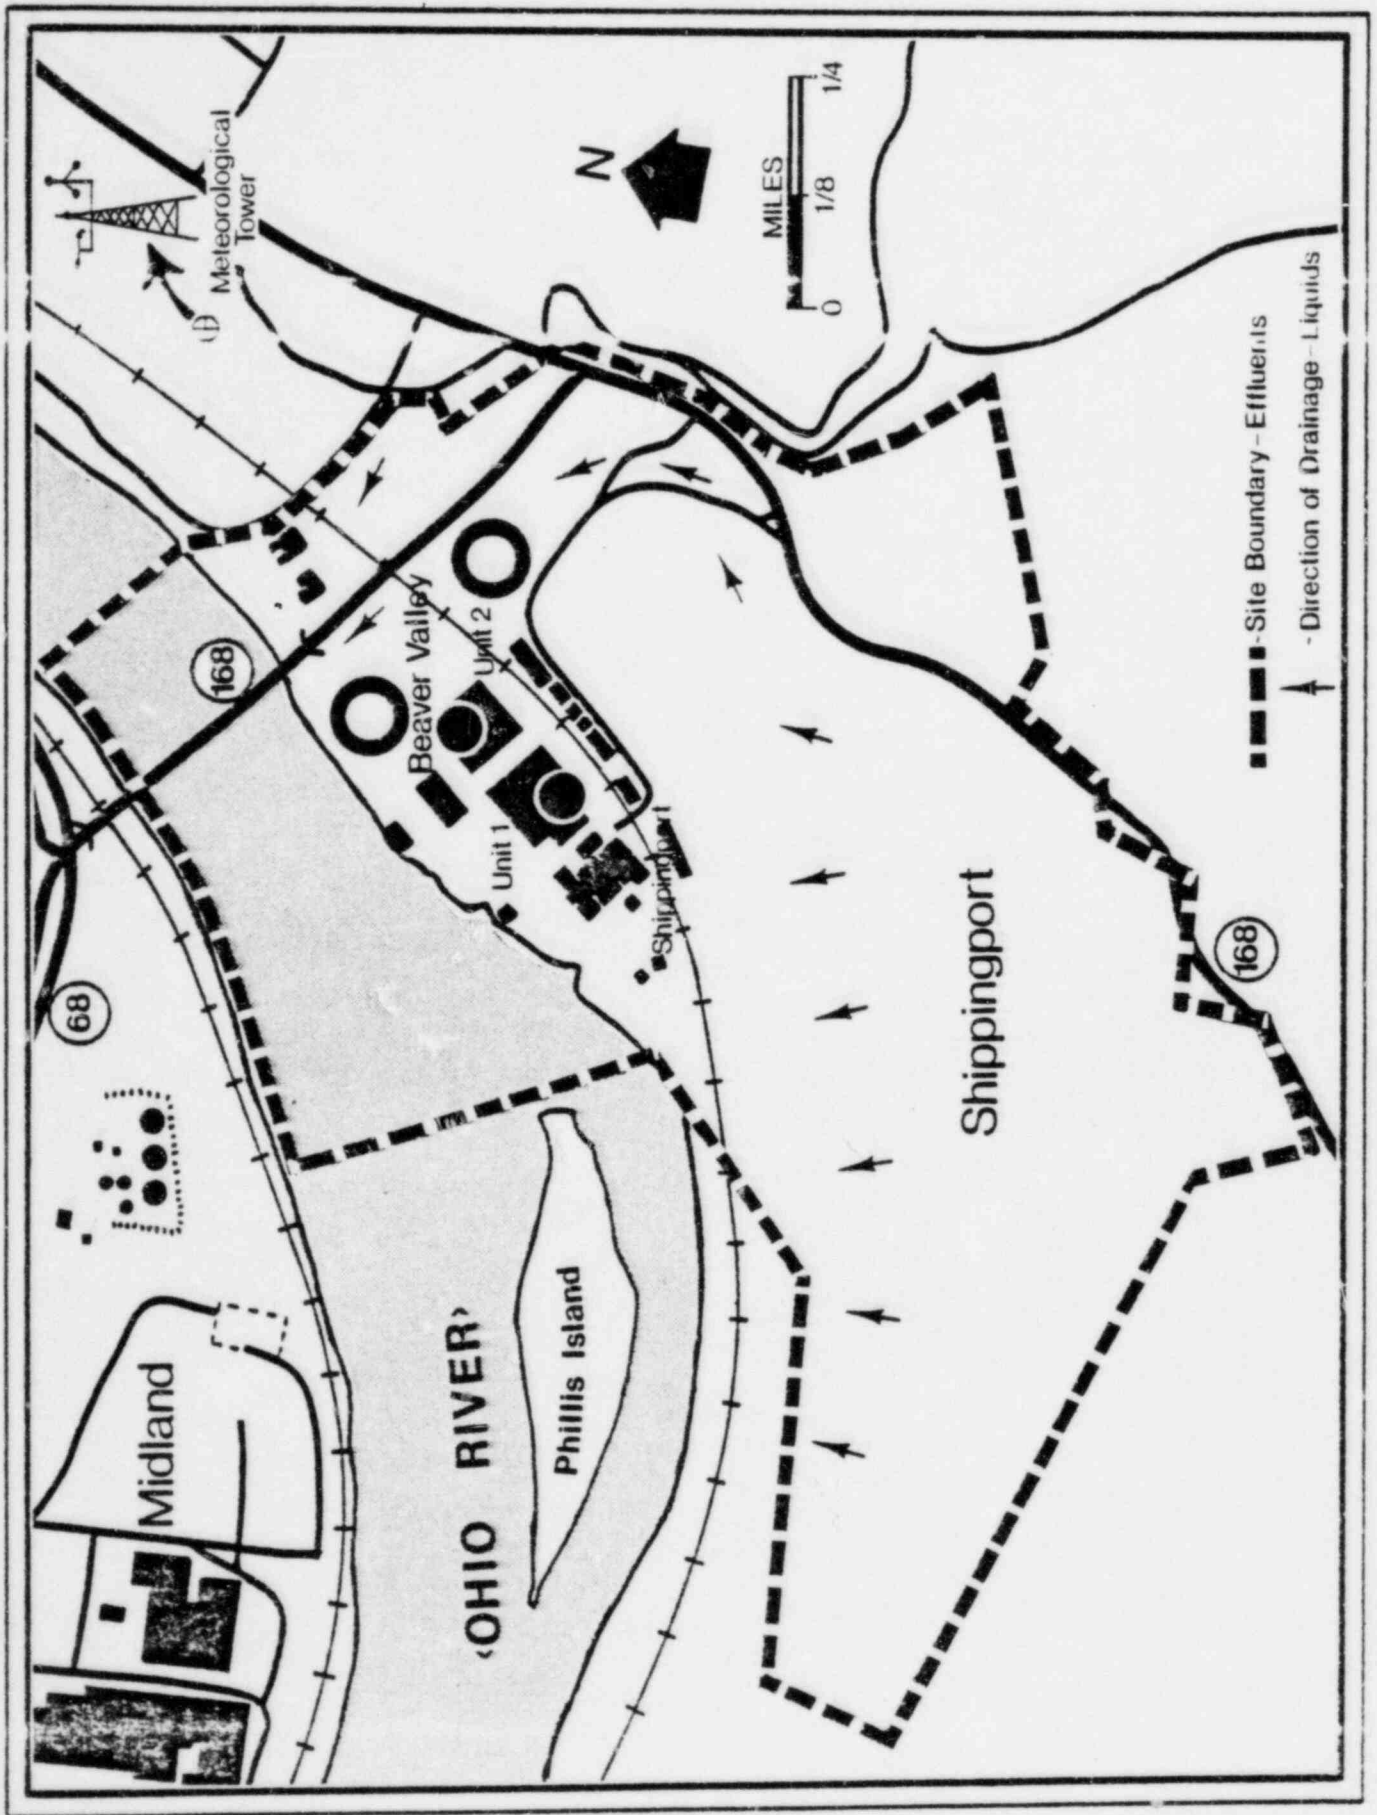 Midland
68
168
Meteorological
Tower
N
MILES
0 1/8 1/4
‹OHIO RIVER›
Phillis Island
Beaver Valley
Unit 1
Unit 2
Shippingport
Shippingport
168
-Site Boundary-Effluents
-Direction of Drainage-Liquids